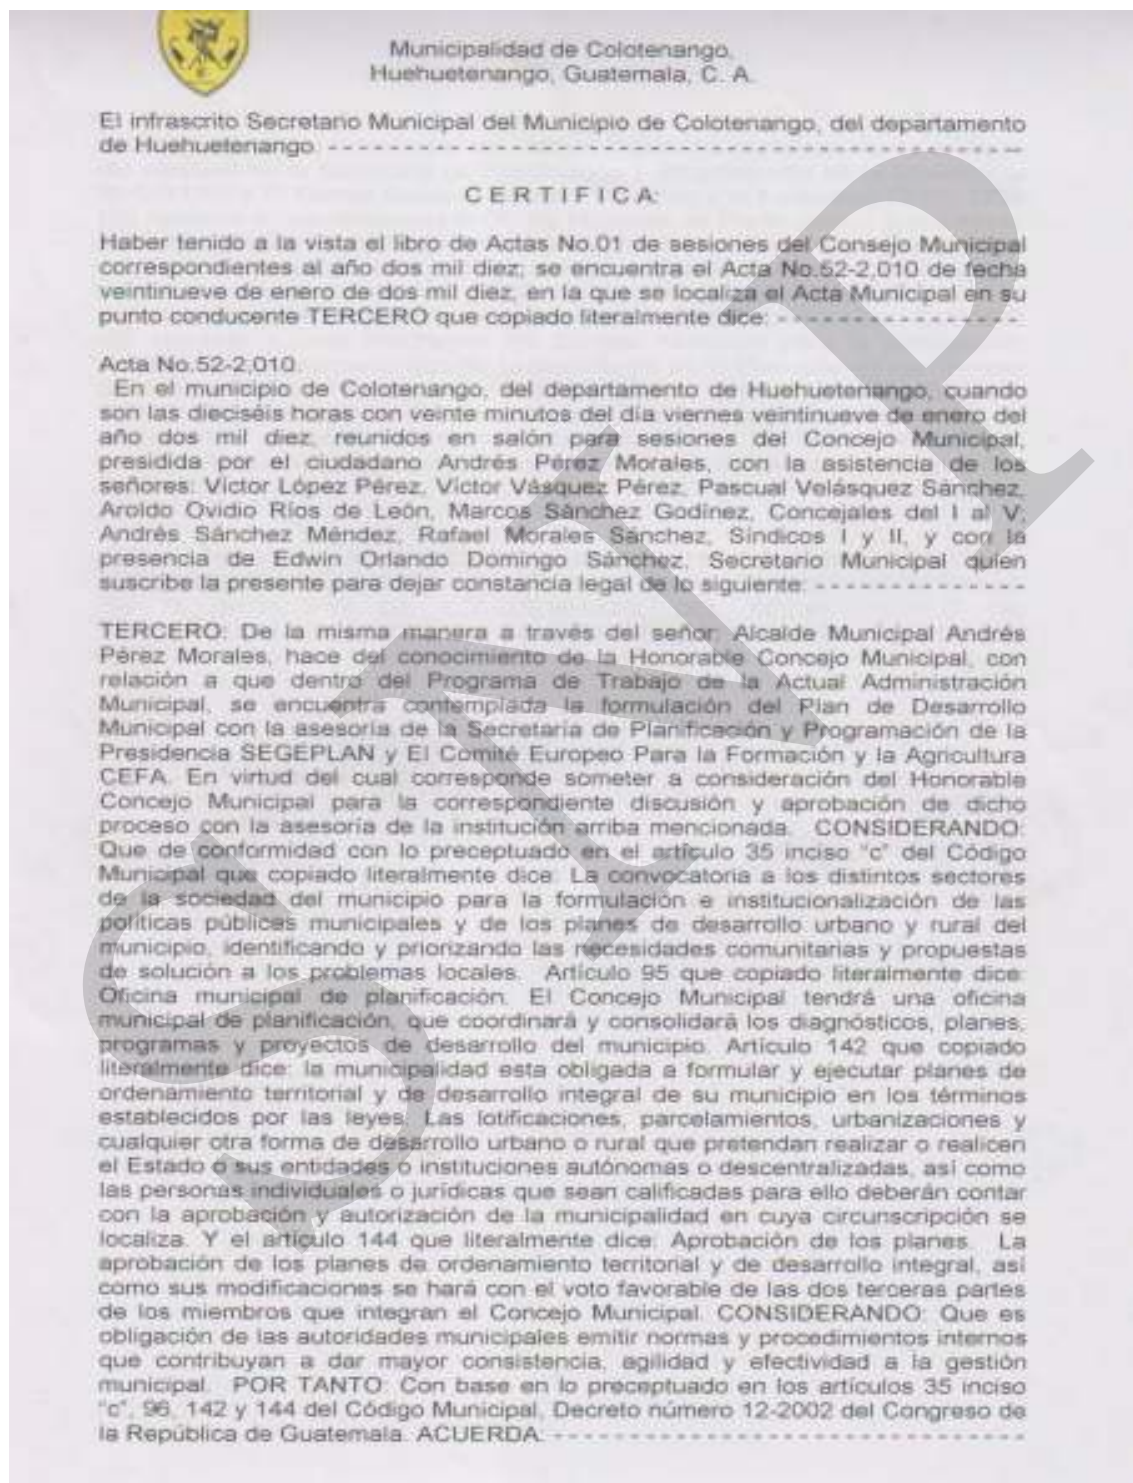 Municipalidad de Colotenango,
Huehuetenango, Guatemala, C. A.
El infrascrito Secretario Municipal del Municipio de Colotenango, del departamento
de Huehuetenango. - - - - - - - - - - - - - - - - - - - - - - - - - - - - - - - - - - - - - - - - - - - - - - - - - -
C E R T I F I C A:
Haber tenido a la vista el libro de Actas No.01 de sesiones del Consejo Municipal
correspondientes al año dos mil diez; se encuentra el Acta No.52-2,010 de fecha
veintinueve de enero de dos mil diez, en la que se localiza el Acta Municipal en su
punto conducente TERCERO que copiado literalmente dice: - - - - - - - - - - - - - - - - -
Acta No.52-2,010.
En el municipio de Colotenango, del departamento de Huehuetenango, cuando
son las dieciséis horas con veinte minutos del día viernes veintinueve de enero del
año dos mil diez, reunidos en salón para sesiones del Concejo Municipal,
presidida por el ciudadano Andrés Pérez Morales, con la asistencia de los
señores: Víctor López Pérez, Víctor Vásquez Pérez, Pascual Velásquez Sánchez,
Aroldo Ovidio Ríos de León, Marcos Sánchez Godínez, Concejales del I al V;
Andrés Sánchez Méndez, Rafael Morales Sánchez, Síndicos I y II, y con la
presencia de Edwin Orlando Domingo Sánchez, Secretario Municipal quien
suscribe la presente para dejar constancia legal de lo siguiente: - - - - - - - - - - - - - -
TERCERO: De la misma manera a través del señor: Alcalde Municipal Andrés
Pérez Morales, hace del conocimiento de la Honorable Concejo Municipal, con
relación a que dentro del Programa de Trabajo de la Actual Administración
Municipal, se encuentra contemplada la formulación del Plan de Desarrollo
Municipal con la asesoría de la Secretaria de Planificación y Programación de la
Presidencia SEGEPLAN y El Comité Europeo Para la Formación y la Agricultura
CEFA. En virtud del cual corresponde someter a consideración del Honorable
Concejo Municipal para la correspondiente discusión y aprobación de dicho
proceso con la asesoría de la institución arriba mencionada. CONSIDERANDO:
Que de conformidad con lo preceptuado en el artículo 35 inciso "c" del Código
Municipal que copiado literalmente dice: La convocatoria a los distintos sectores
de la sociedad del municipio para la formulación e institucionalización de las
políticas públicas municipales y de los planes de desarrollo urbano y rural del
municipio, identificando y priorizando las necesidades comunitarias y propuestas
de solución a los problemas locales. Artículo 95 que copiado literalmente dice:
Oficina municipal de planificación. El Concejo Municipal tendrá una oficina
municipal de planificación, que coordinará y consolidará los diagnósticos, planes,
programas y proyectos de desarrollo del municipio. Artículo 142 que copiado
literalmente dice: la municipalidad esta obligada a formular y ejecutar planes de
ordenamiento territorial y de desarrollo integral de su municipio en los términos
establecidos por las leyes. Las lotificaciones, parcelamientos, urbanizaciones y
cualquier otra forma de desarrollo urbano o rural que pretendan realizar o realicen
el Estado o sus entidades o instituciones autónomas o descentralizadas, así como
las personas individuales o jurídicas que sean calificadas para ello deberán contar
con la aprobación y autorización de la municipalidad en cuya circunscripción se
localiza. Y el artículo 144 que literalmente dice: Aprobación de los planes. La
aprobación de los planes de ordenamiento territorial y de desarrollo integral, así
como sus modificaciones se hará con el voto favorable de las dos terceras partes
de los miembros que integran el Concejo Municipal. CONSIDERANDO: Que es
obligación de las autoridades municipales emitir normas y procedimientos internos
que contribuyan a dar mayor consistencia, agilidad y efectividad a la gestión
municipal. POR TANTO: Con base en lo preceptuado en los artículos 35 inciso
"c", 96, 142 y 144 del Código Municipal, Decreto número 12-2002 del Congreso de
la República de Guatemala. ACUERDA: - - - - - - - - - - - - - - - - - - - - - - - - - - - - - - -